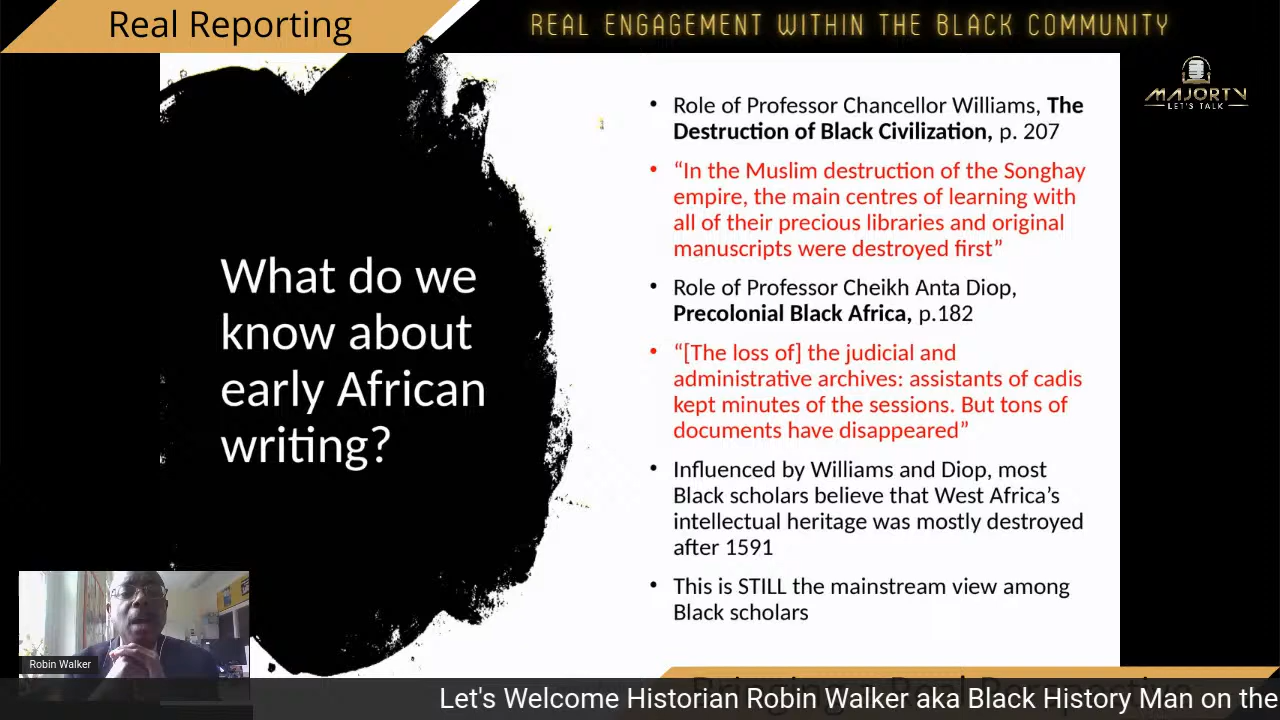 Real Reporting
REAL ENGAGEMENT WITHIN THE BLACK COMMUNITY
MAJORTV
LET'S TALK
What do we
know about
early African
writing?
• Role of Professor Chancellor Williams, The
Destruction of Black Civilization, p. 207
• “In the Muslim destruction of the Songhay
empire, the main centres of learning with
all of their precious libraries and original
manuscripts were destroyed first”
• Role of Professor Cheikh Anta Diop,
Precolonial Black Africa, p.182
• “[The loss of] the judicial and
administrative archives: assistants of cadis
kept minutes of the sessions. But tons of
documents have disappeared”
• Influenced by Williams and Diop, most
Black scholars believe that West Africa’s
intellectual heritage was mostly destroyed
after 1591
• This is STILL the mainstream view among
Black scholars
Robin Walker
Let's Welcome Historian Robin Walker aka Black History Man on the